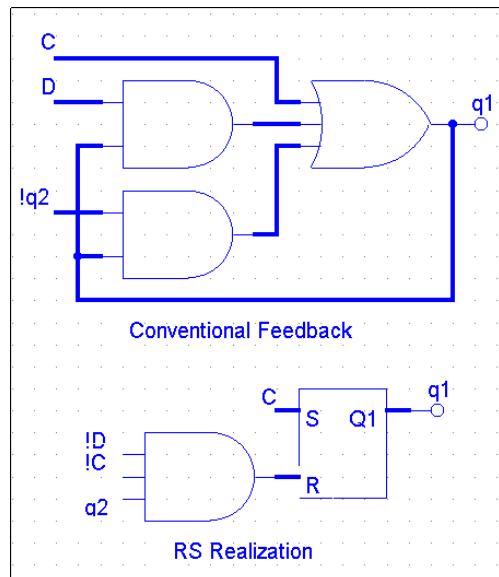 C
D
q1
!q2
Conventional Feedback
C
q1
S Q1
!D
!C
R
q2
RS Realization